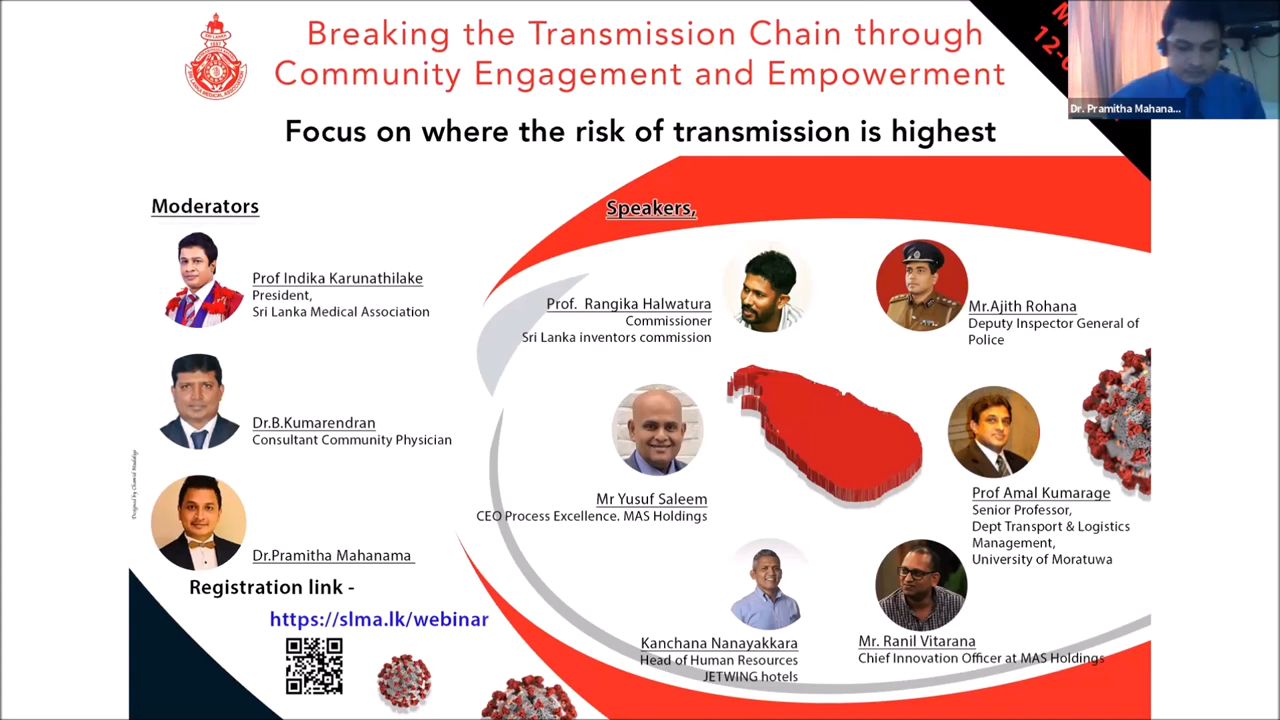 Breaking the Transmission Chain through
Community Engagement and Empowerment
Focus on where the risk of transmission is highest
12-
Dr. Pramitha Mahana...
Moderators
Prof Indika Karunathilake
President,
Sri Lanka Medical Association
Dr.B.Kumarendran
Consultant Community Physician
Dr.Pramitha Mahanama
Registration link -
https://slma.lk/webinar
Speakers,
Prof. Rangika Halwatura
Commissioner
Sri Lanka inventors commission
Mr.Ajith Rohana
Deputy Inspector General of
Police
Mr Yusuf Saleem
CEO Process Excellence. MAS Holdings
Prof Amal Kumarage
Senior Professor,
Dept Transport & Logistics
Management,
University of Moratuwa
Kanchana Nanayakkara
Head of Human Resources
JETWING hotels
Mr. Ranil Vitarana
Chief Innovation Officer at MAS Holdings